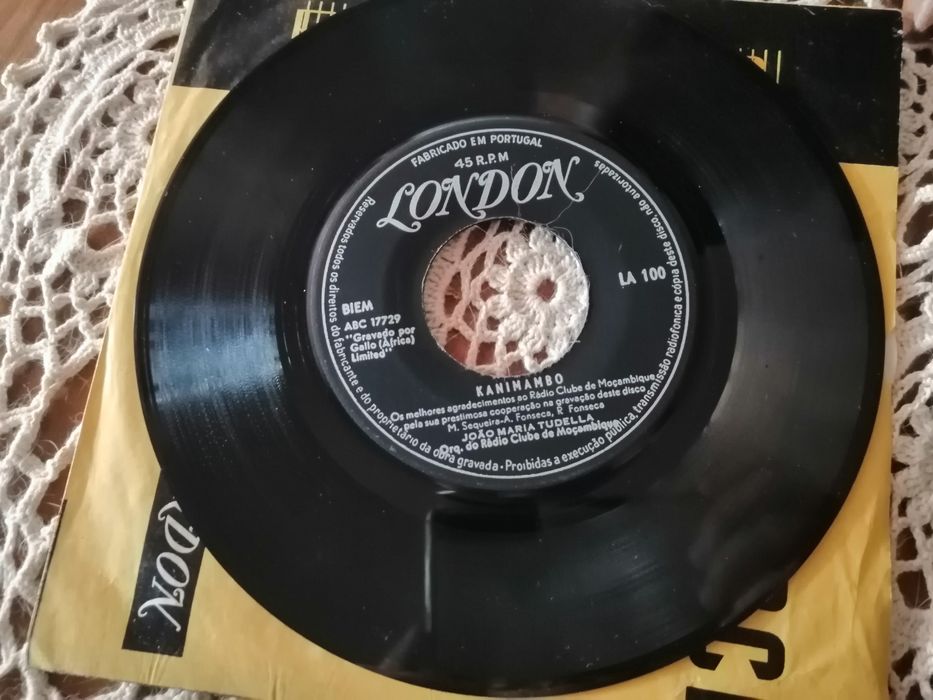 FABRICADO EM PORTUGAL
45 R.P.M
LONDON
LA 100
BIEM
ABC 17729
"Gravado por
Gallo (Africa)
Limited"
KANIMAMBO
Os melhores agradecimentos ao Rádio Clube de Moçambique
pela sua prestimosa cooperação na gravação deste disco
M. Sequeira-A. Fonseca, R Fonseca
JOÃO MARIA TUDELLA
Orq. do Rádio Clube de Moçambique
Reservados todos os direitos do fabricante e do proprietário da obra gravada - Proibidas a execução pública, transmissão radiofonica e cópia deste disco, não autorizadas
DON